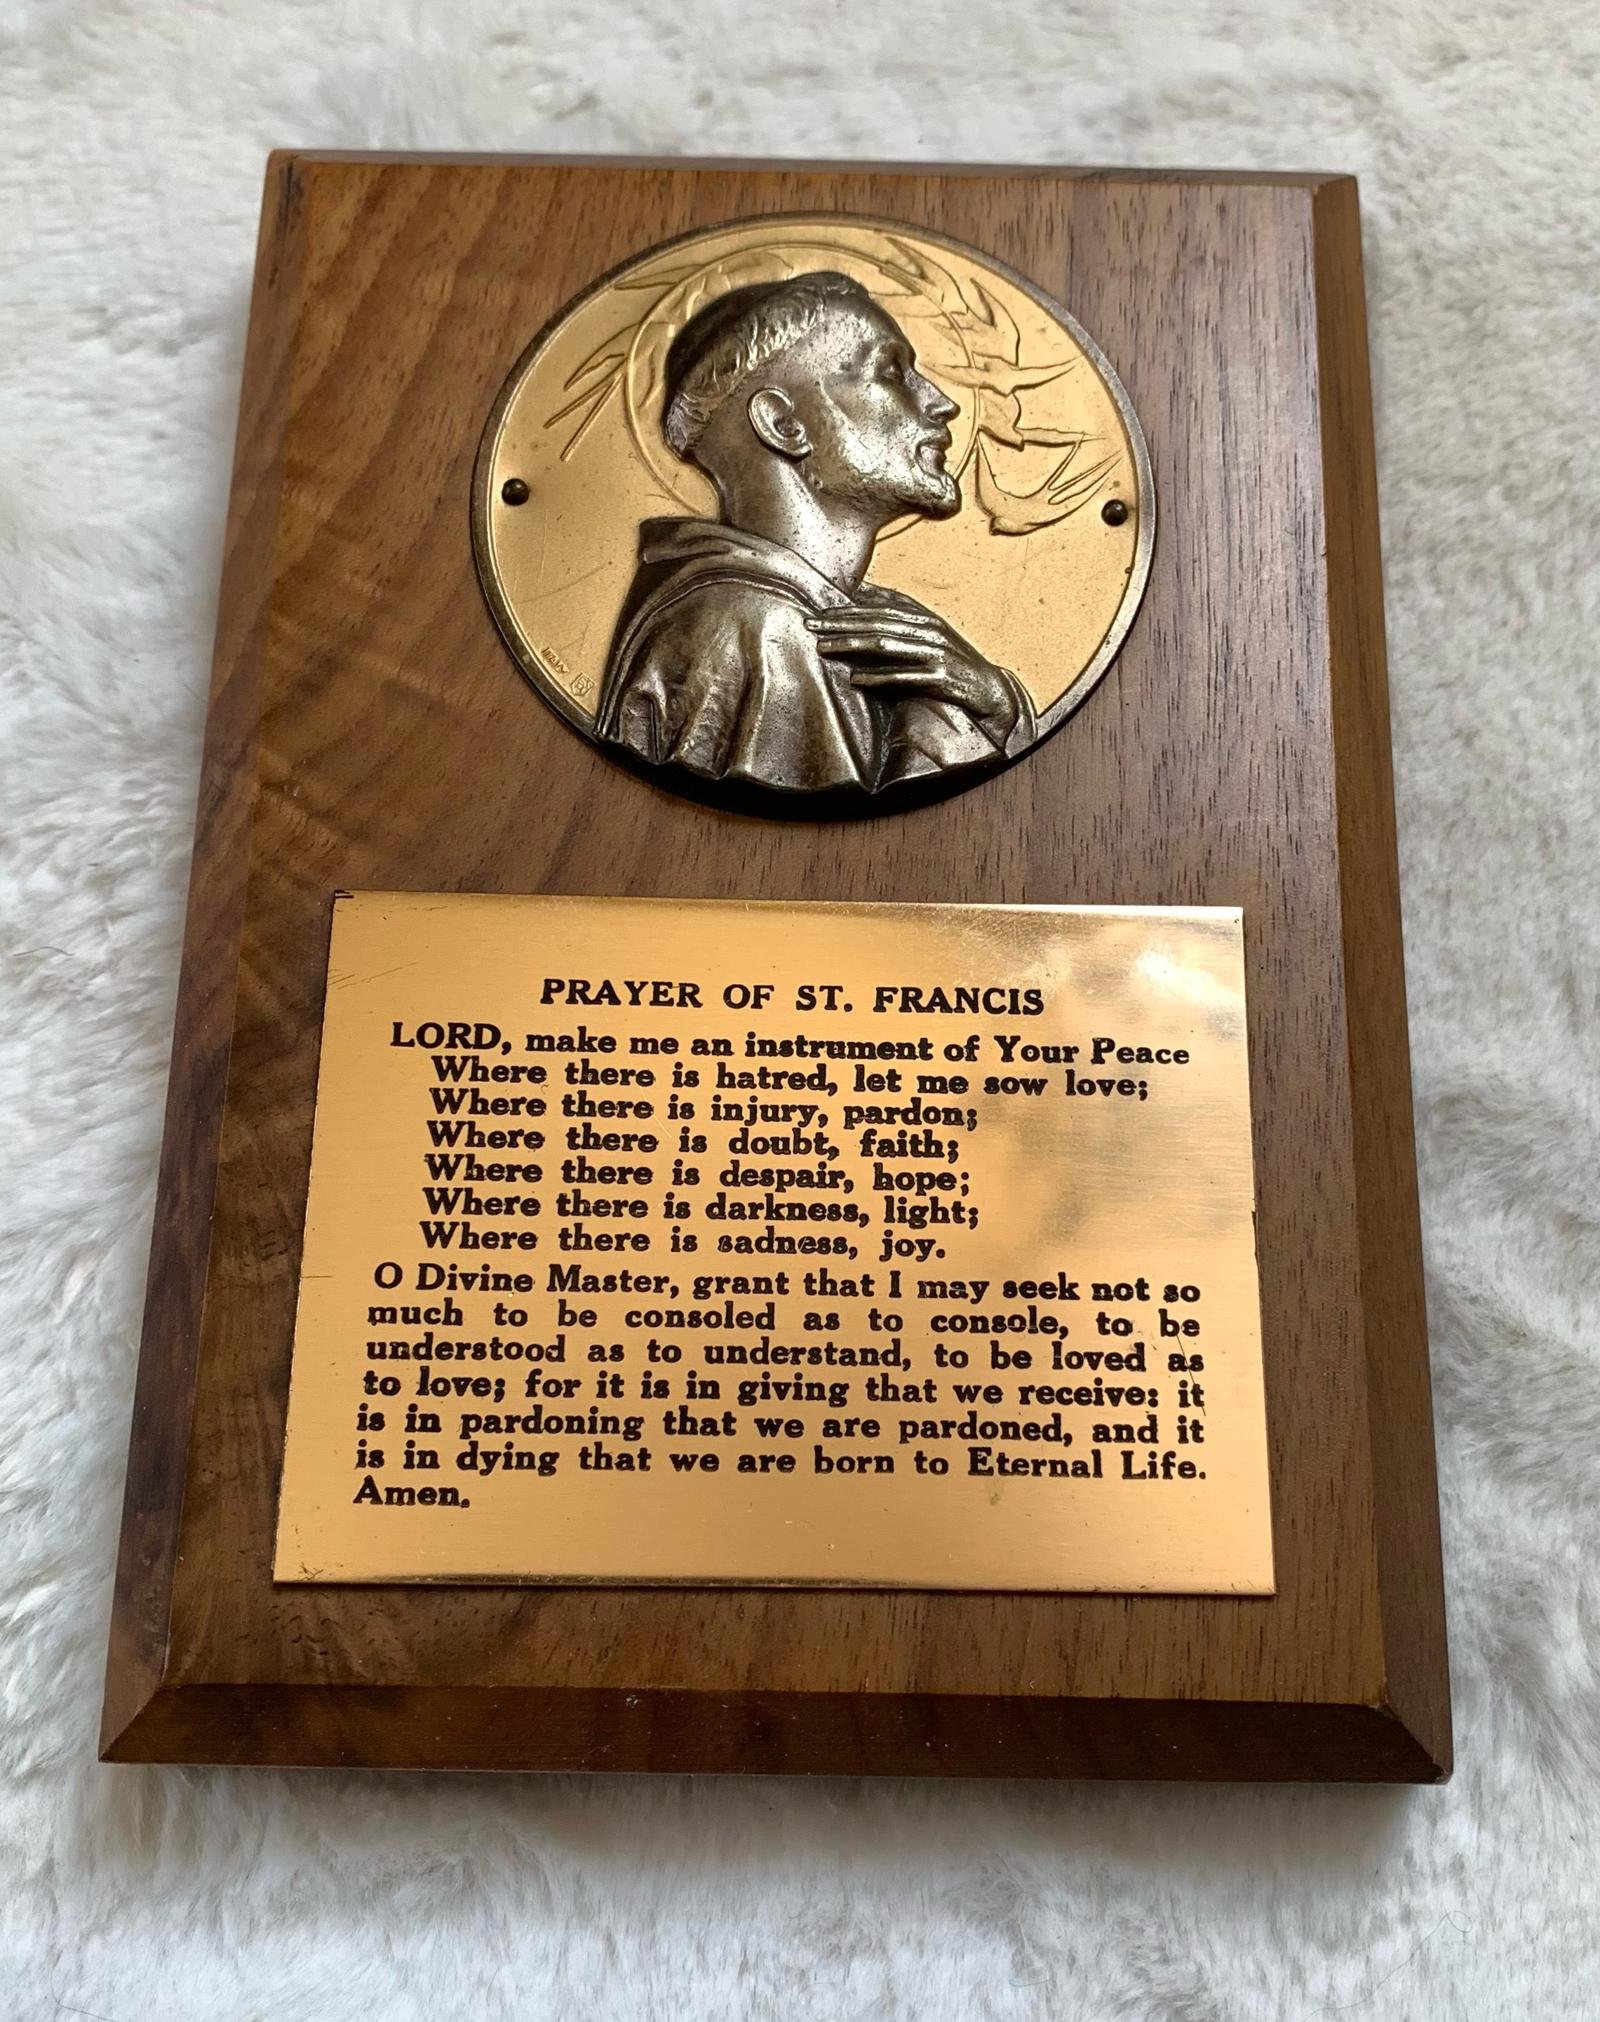 ITALY
PRAYER OF ST. FRANCIS
LORD, make me an instrument of Your Peace
Where there is hatred, let me sow love;
Where there is injury, pardon;
Where there is doubt, faith;
Where there is despair, hope;
Where there is darkness, light;
Where there is sadness, joy.
O Divine Master, grant that I may seek not so
much to be consoled as to console, to be
understood as to understand, to be loved as
to love; for it is in giving that we receive: it
is in pardoning that we are pardoned, and it
is in dying that we are born to Eternal Life.
Amen.